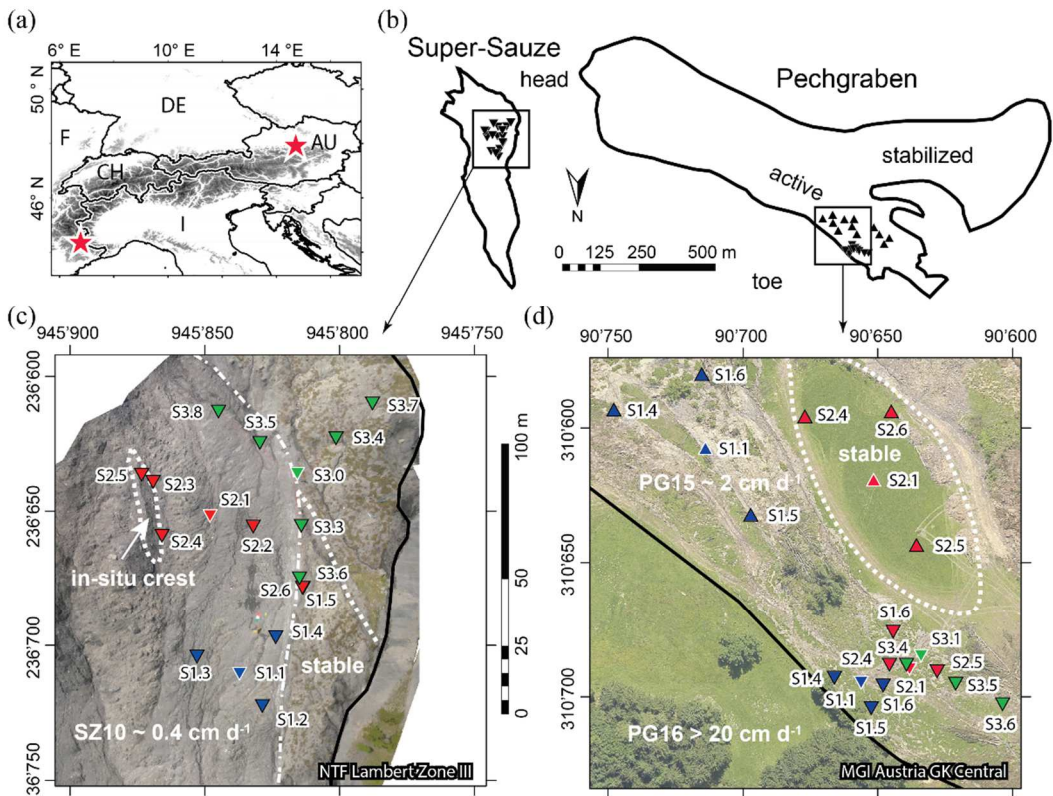 (a)
6° E
10° E
14° E
50° N
46° N
DE
F
AU
CH
I
(b)
Super-Sauze
head
Pechgraben
stabilized
active
N
0 125 250 500 m
toe
(c)
945'900
945'850
945'800
945'750
236'600
236'650
236'700
36'750
S3.8
S3.5
S3.7
S3.4
S2.5
S2.3
S3.0
S2.1
S2.4
S2.2
S3.3
in-situ crest
S3.6
S2.6
S1.5
S1.4
S1.3
S1.1
stable
S1.2
SZ10 ~ 0.4 cm d⁻¹
NTF Lambert Zone III
0
25
50
100 m
(d)
90'750
90'700
90'650
90'600
310'600
310'650
310'700
S1.6
S1.4
S1.1
S2.4
S2.6
stable
S2.1
PG15 ~ 2 cm d⁻¹
S1.5
S2.5
S1.6
S3.1
S3.4
S2.4
S2.5
S1.4
S3.5
S1.1
S2.1
S1.6
S3.6
S1.5
PG16 > 20 cm d⁻¹
MGI Austria GK Central